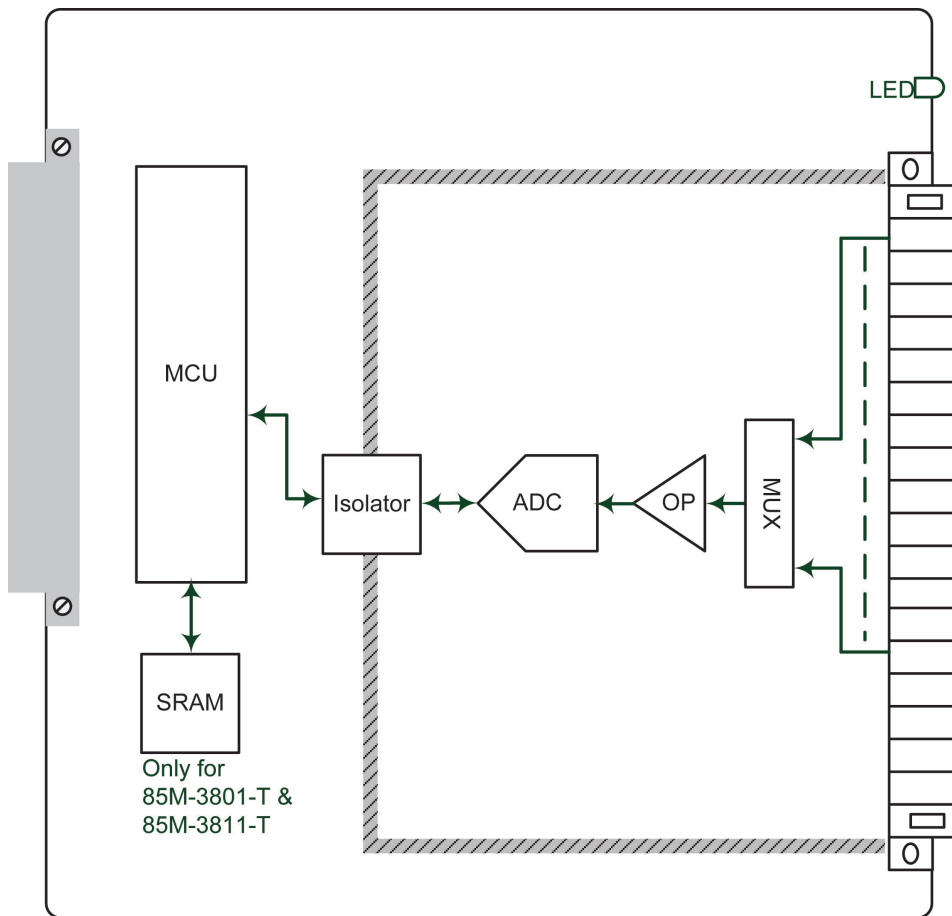 LED
MCU
Isolator
ADC
OP
MUX
SRAM
Only for
85M-3801-T &
85M-3811-T